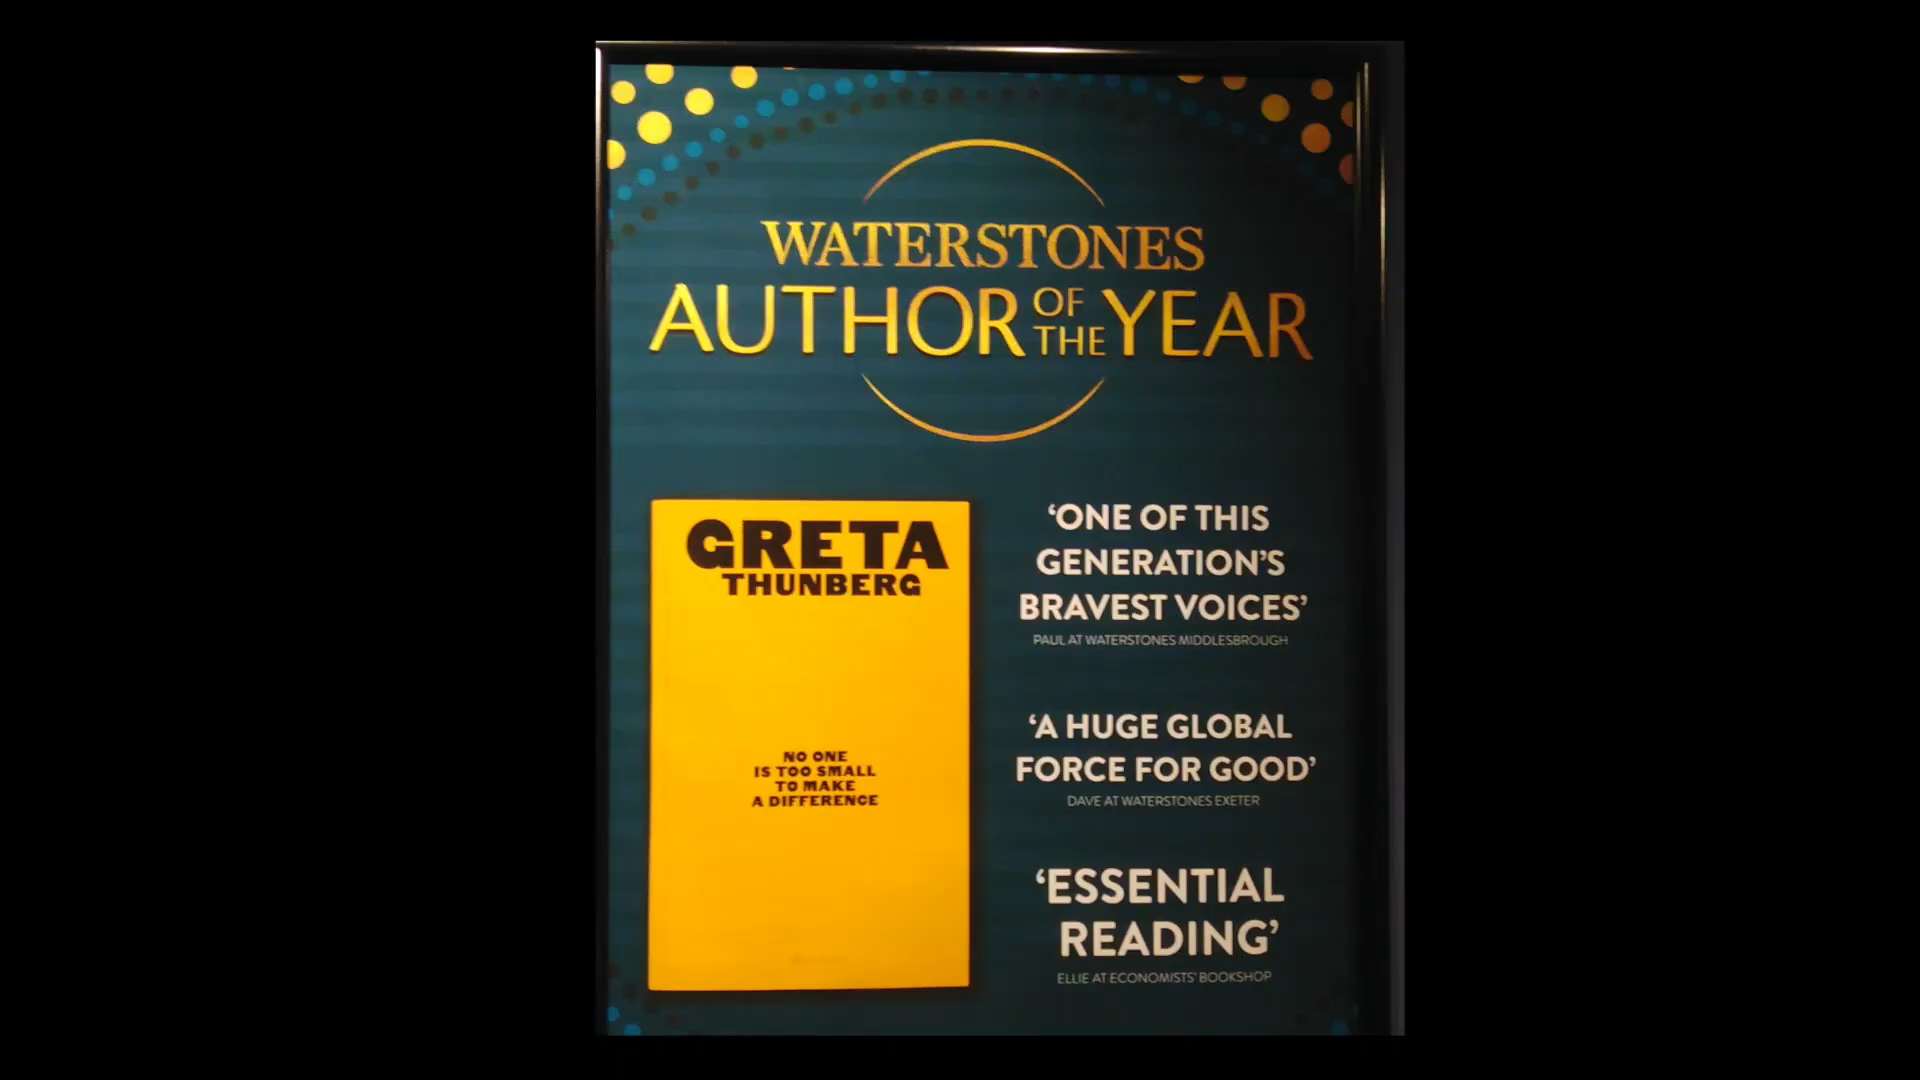 WATERSTONES
AUTHOR OF THE YEAR
GRETA
THUNBERG
NO ONE
IS TOO SMALL
TO MAKE
A DIFFERENCE
‘ONE OF THIS
GENERATION’S
BRAVEST VOICES’
PAUL AT WATERSTONES MIDDLESBROUGH
‘A HUGE GLOBAL
FORCE FOR GOOD’
DAVE AT WATERSTONES EXETER
‘ESSENTIAL
READING’
ELLIE AT ECONOMISTS’ BOOKSHOP